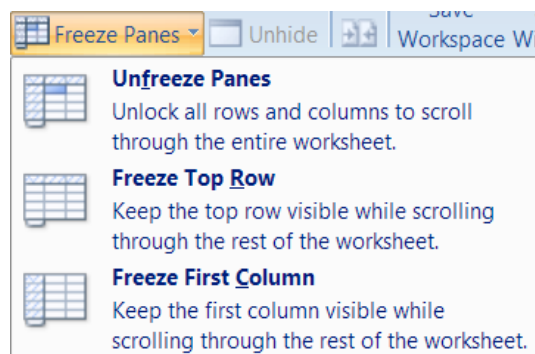 Save
Freeze Panes Unhide Workspace Wi
Unfreeze Panes
Unlock all rows and columns to scroll
through the entire worksheet.
Freeze Top Row
Keep the top row visible while scrolling
through the rest of the worksheet.
Freeze First Column
Keep the first column visible while
scrolling through the rest of the worksheet.